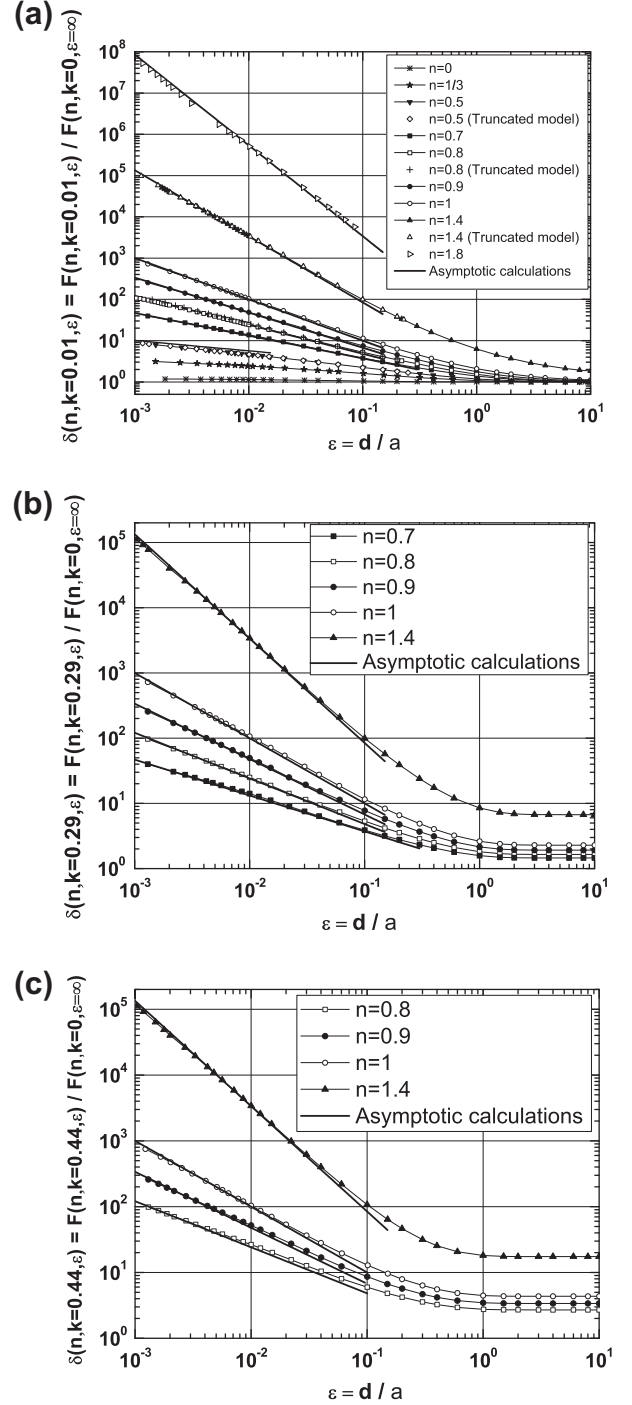 (a)
δ(n,k=0.01,ε) = F(n,k=0.01,ε) / F(n,k=0,ε=∞)
10^8
10^7
10^6
10^5
10^4
10^3
10^2
10^1
10^0
n=0
n=1/3
n=0.5
n=0.5 (Truncated model)
n=0.7
n=0.8
n=0.8 (Truncated model)
n=0.9
n=1
n=1.4
n=1.4 (Truncated model)
n=1.8
Asymptotic calculations
10^-3 10^-2 10^-1 10^0 10^1
ε = d / a
(b)
δ(n,k=0.29,ε) = F(n,k=0.29,ε) / F(n,k=0,ε=∞)
10^5
10^4
10^3
10^2
10^1
10^0
n=0.7
n=0.8
n=0.9
n=1
n=1.4
Asymptotic calculations
10^-3 10^-2 10^-1 10^0 10^1
ε = d / a
(c)
δ(n,k=0.44,ε) = F(n,k=0.44,ε) / F(n,k=0,ε=∞)
10^5
10^4
10^3
10^2
10^1
10^0
n=0.8
n=0.9
n=1
n=1.4
Asymptotic calculations
10^-3 10^-2 10^-1 10^0 10^1
ε = d / a